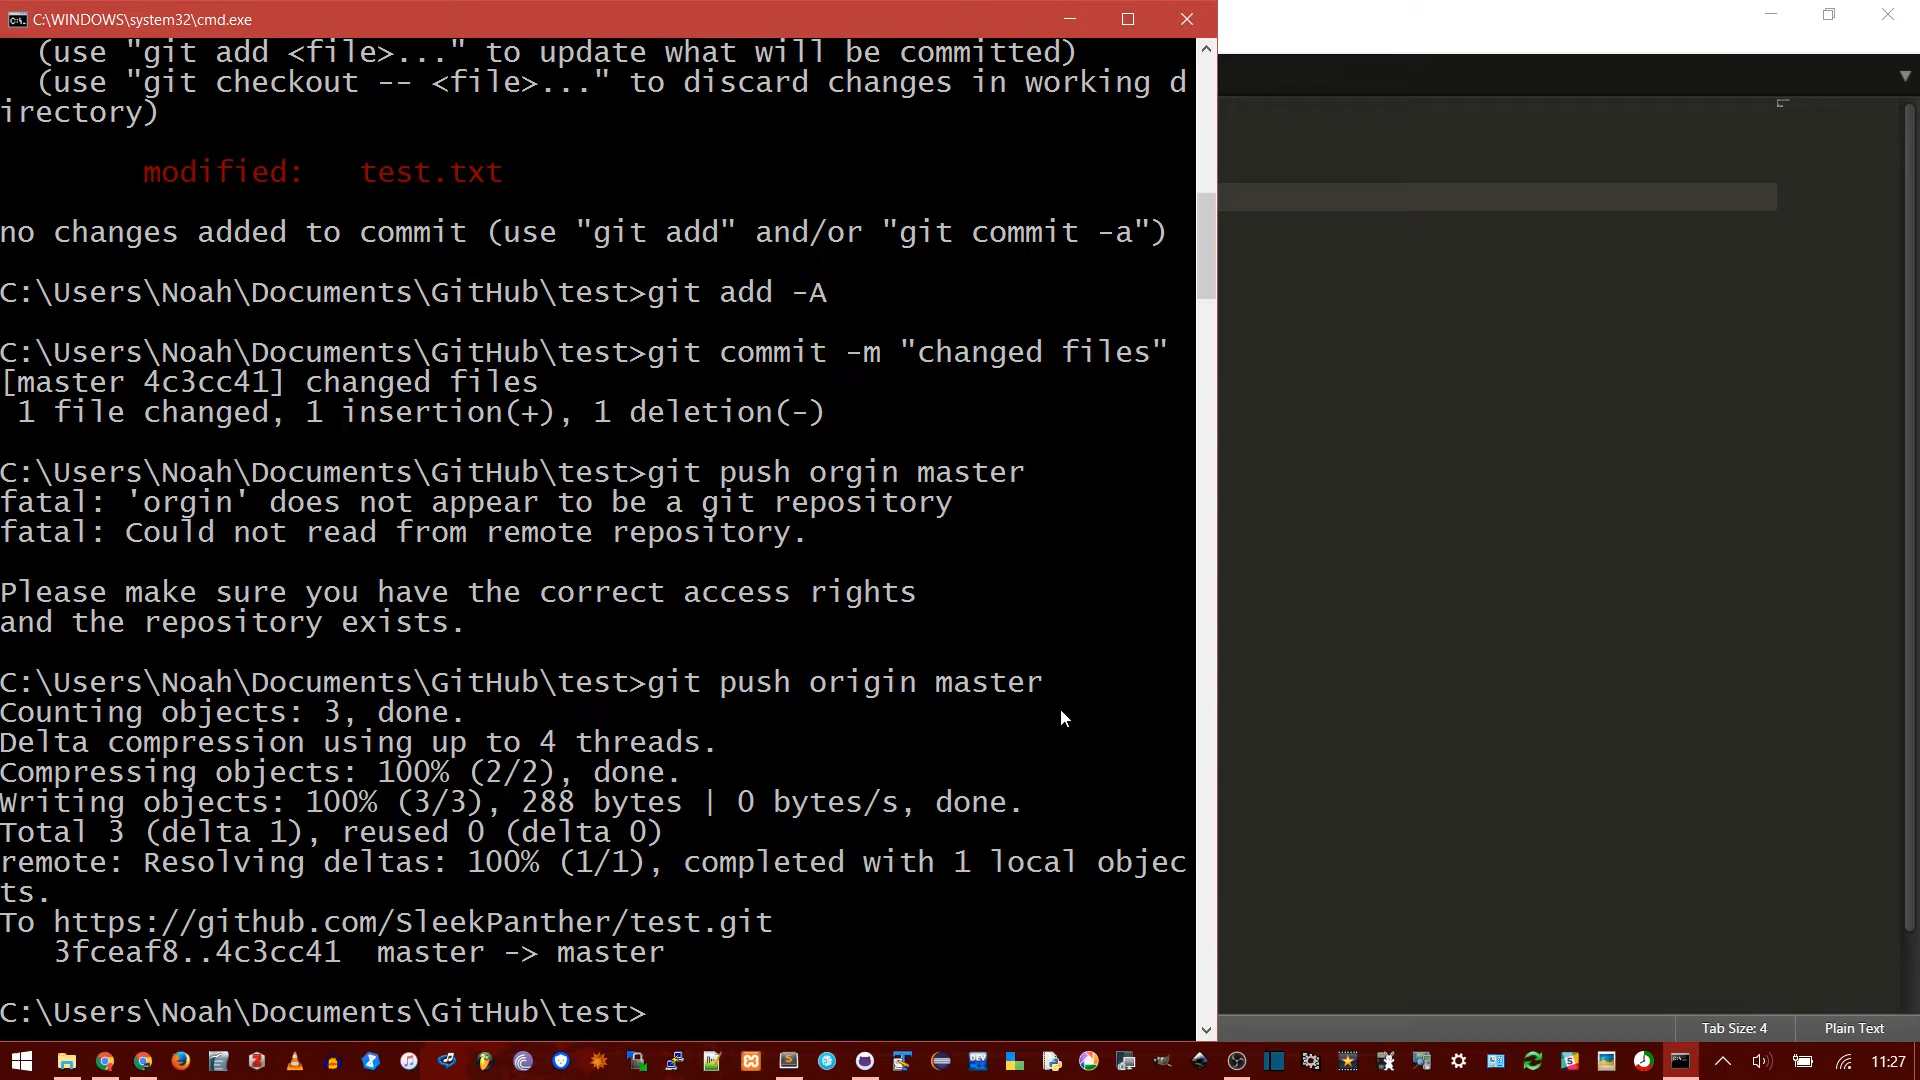 C:\WINDOWS\system32\cmd.exe
(use "git add <file>..." to update what will be committed)
(use "git checkout -- <file>..." to discard changes in working d
irectory)
modified:   test.txt
no changes added to commit (use "git add" and/or "git commit -a")
C:\Users\Noah\Documents\GitHub\test>git add -A
C:\Users\Noah\Documents\GitHub\test>git commit -m "changed files"
[master 4c3cc41] changed files
1 file changed, 1 insertion(+), 1 deletion(-)
C:\Users\Noah\Documents\GitHub\test>git push orgin master
fatal: 'orgin' does not appear to be a git repository
fatal: Could not read from remote repository.
Please make sure you have the correct access rights
and the repository exists.
C:\Users\Noah\Documents\GitHub\test>git push origin master
Counting objects: 3, done.
Delta compression using up to 4 threads.
Compressing objects: 100% (2/2), done.
Writing objects: 100% (3/3), 288 bytes | 0 bytes/s, done.
Total 3 (delta 1), reused 0 (delta 0)
remote: Resolving deltas: 100% (1/1), completed with 1 local objec
ts.
To https://github.com/SleekPanther/test.git
3fceaf8..4c3cc41  master -> master
C:\Users\Noah\Documents\GitHub\test>
Tab Size: 4
Plain Text
11:27